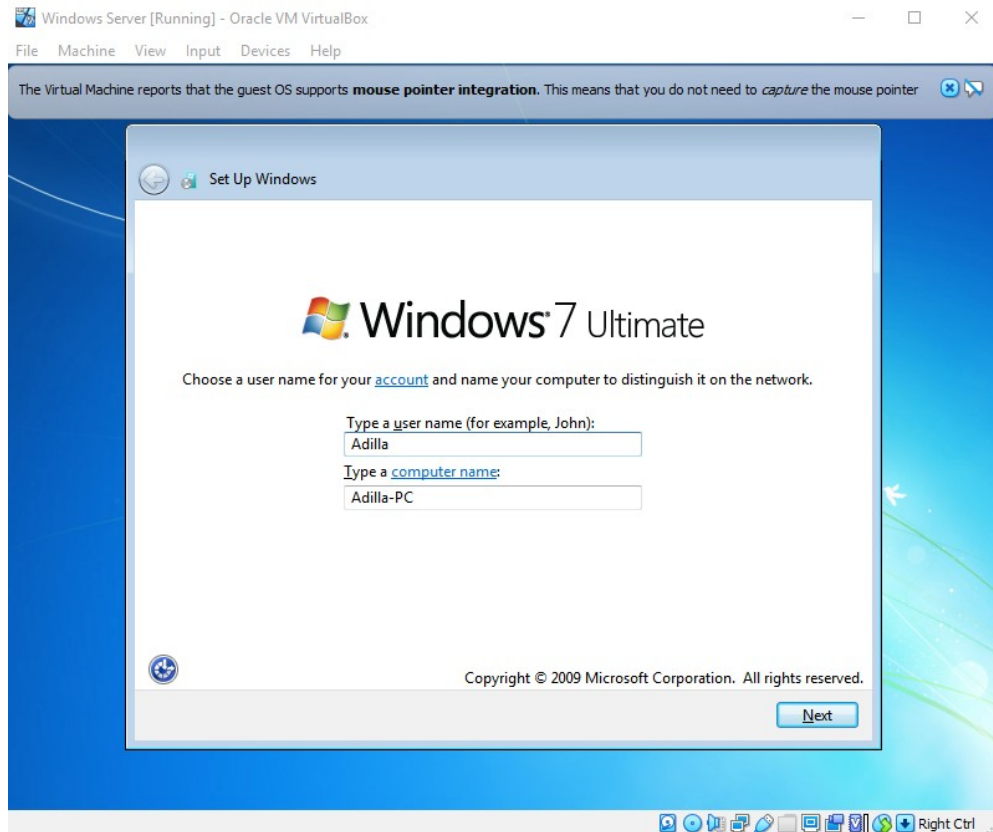 Windows Server [Running] - Oracle VM VirtualBox
File Machine View Input Devices Help
The Virtual Machine reports that the guest OS supports mouse pointer integration. This means that you do not need to capture the mouse pointer
Set Up Windows
Windows 7 Ultimate
Choose a user name for your account and name your computer to distinguish it on the network.
Type a user name (for example, John):
Adilla
Type a computer name:
Adilla-PC
Copyright © 2009 Microsoft Corporation. All rights reserved.
Next
Right Ctrl